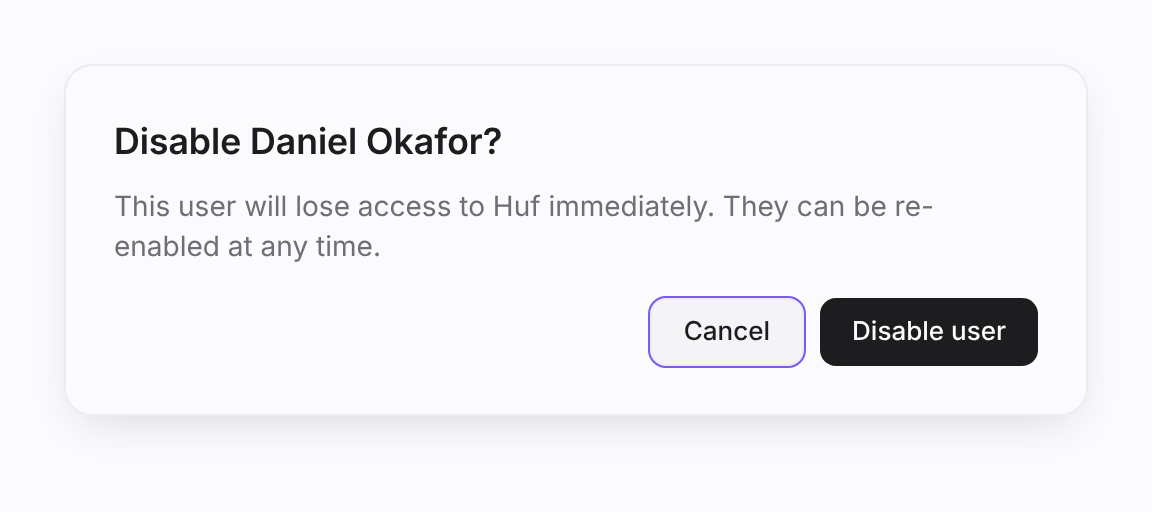 Disable Daniel Okafor?
This user will lose access to Huf immediately. They can be re-
enabled at any time.
Cancel Disable user